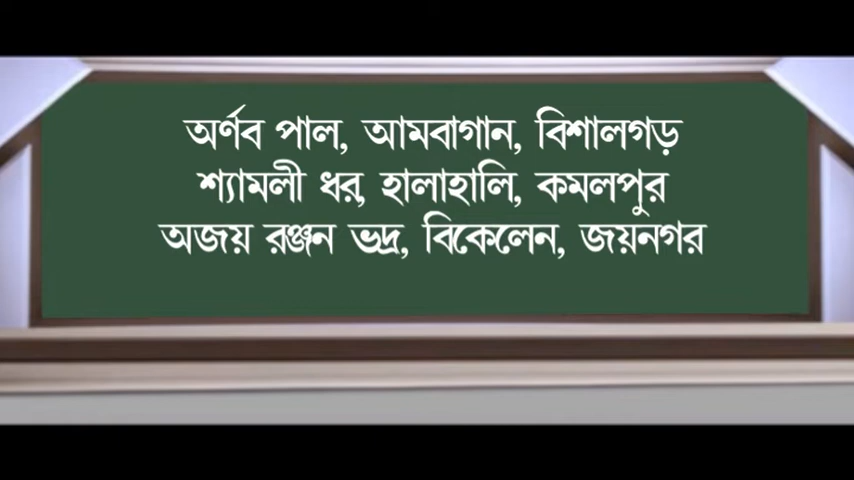 অর্ণব পাল, আমবাগান, বিশালগড়
শ্যামলী ধর, হালাহালি, কমলপুর
অজয় রঞ্জন ভদ্র, বিকেলেন, জয়নগর